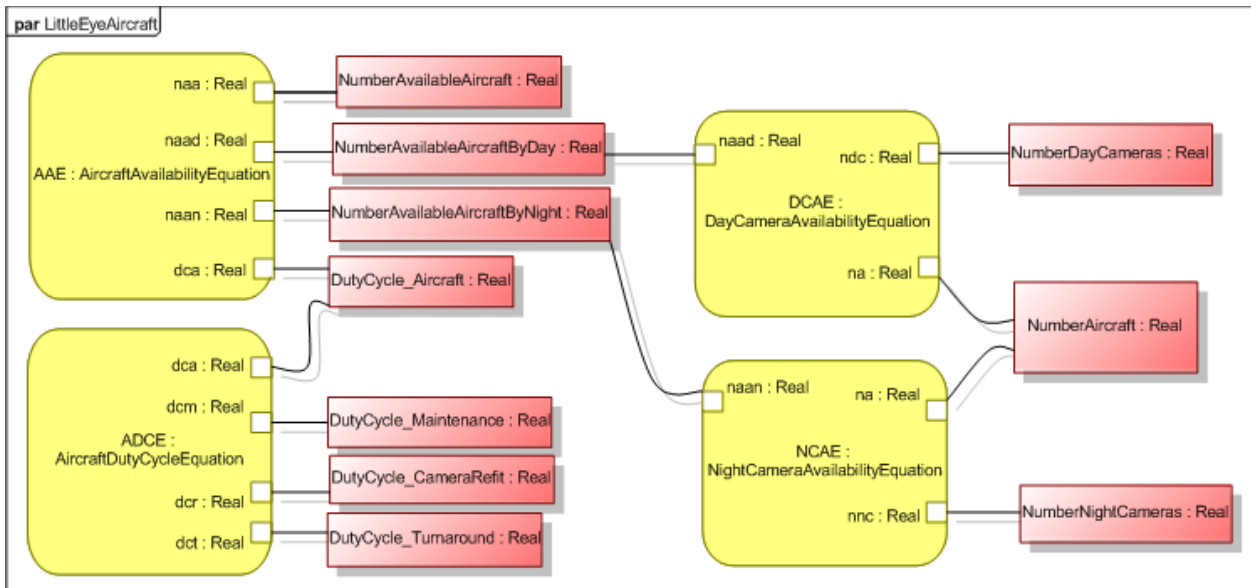 par LittleEyeAircraft
naa : Real
naad : Real
AAE : AircraftAvailabilityEquation
naan : Real
dca : Real
NumberAvailableAircraft : Real
NumberAvailableAircraftByDay : Real
NumberAvailableAircraftByNight : Real
DutyCycle_Aircraft : Real
dca : Real
dcm : Real
ADCE :
AircraftDutyCycleEquation
dcr : Real
dct : Real
DutyCycle_Maintenance : Real
DutyCycle_CameraRefit : Real
DutyCycle_Turnaround : Real
naad : Real
ndc : Real
DCAE :
DayCameraAvailabilityEquation
na : Real
NumberDayCameras : Real
NumberAircraft : Real
naan : Real
na : Real
NCAE :
NightCameraAvailabilityEquation
nnc : Real
NumberNightCameras : Real